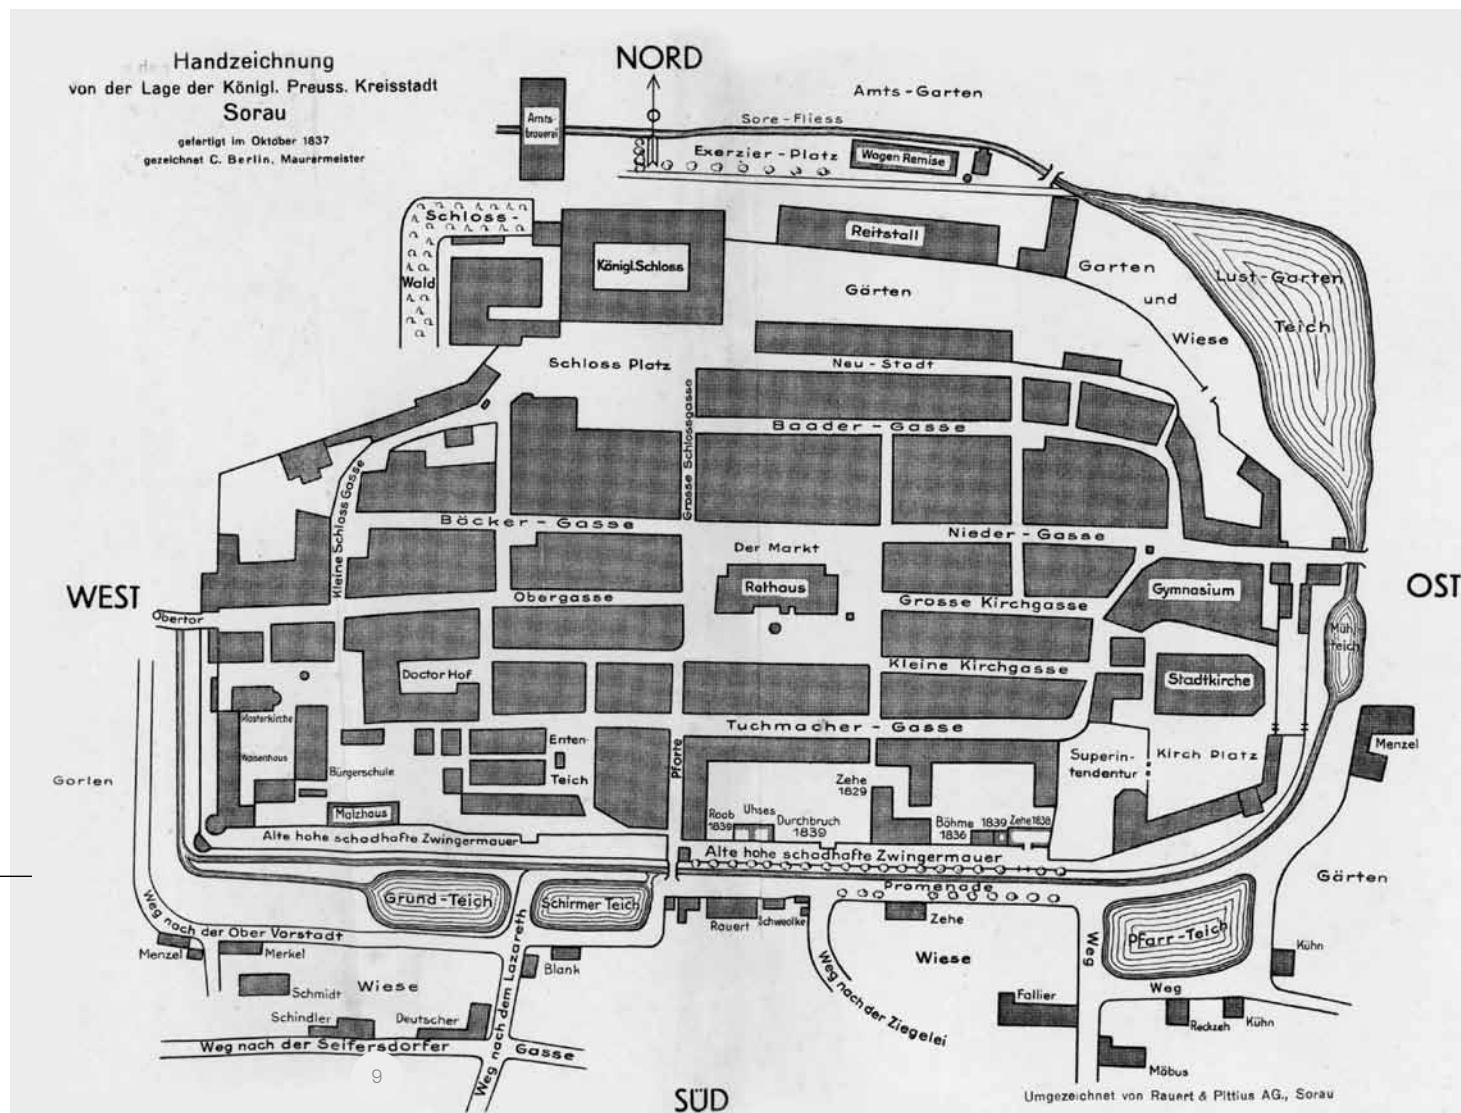 Handzeichnung
von der Lage der Königl. Preuss. Kreisstadt
Sorau
gefertigt im Oktober 1837
gezeichnet C. Berlin, Maurermeister
NORD
Amts-Garten
Amts-
brauerei
Sore-Fliess
Exerzier-Platz
Wagen Remise
Schloss-
Wald
Königl. Schloss
Reitstall
Garten
und
Wiese
Lust-Garten
Teich
Gärten
Schloss Platz
Neu-Stadt
Grosse Schlossgasse
Baader-Gasse
Kleine Schloss Gasse
Böcker-Gasse
Nieder-Gasse
Der Markt
WEST
OST
Rathaus
Gymnasium
Obergasse
Grosse Kirchgasse
Obertor
Müh-
teich
Kleine Kirchgasse
Doctor Hof
Stadtkirche
Klosterkirche
Tuchmacher-Gasse
Waisenhaus
Bürgerschule
Enten-
Teich
Pforte
Superin-
tendentur
Kirch Platz
Menzel
Gorten
Malzhaus
Zehe
1829
Raab
1839
Uhses
Durchbruch
1839
Böhme
1836
1839
Zehe 1838
Alte hohe schadhafte Zwingermauer
Alte hohe schadhafte Zwingermauer
Promenade
Gärten
Grund-Teich
Schirmer Teich
Pfarr-Teich
Weg nach der Ober Vorstadt
Rauert
Schwolke
Zehe
Menzel
Merkel
Blank
Weg nach dem Lazareth
Weg nach der Ziegelei
Wiese
Weg
Kühn
Schmidt
Wiese
Fallier
Weg
Schindler
Deutscher
Reckzeh
Kühn
Weg nach der Seifersdorfer
Gasse
Möbus
9
SÜD
Umgezeichnet von Rauert & Pittius AG., Sorau